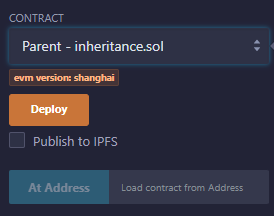 CONTRACT
Parent - inheritance.sol
evm version: shanghai
Deploy
Publish to IPFS
At Address
Load contract from Address